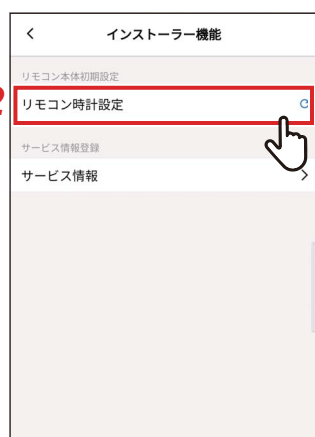 インストーラー機能
リモコン本体初期設定
2
リモコン時計設定
サービス情報登録
サービス情報